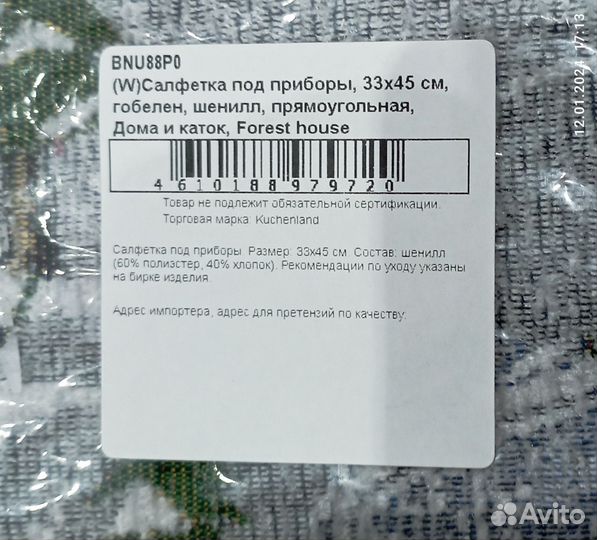 BNU88P0
(W)Салфетка под приборы, 33х45 см,
гобелен, шенилл, прямоугольная,
Дома и каток, Forest house
4 610188 979720
Товар не подлежит обязательной сертификации.
Торговая марка: Kuchenland
Салфетка под приборы. Размер: 33х45 см. Состав: шенилл
(60% полиэстер, 40% хлопок). Рекомендации по уходу указаны
на бирке изделия.
Адрес импортера, адрес для претензий по качеству:
12.01.2024 17:13
Avito